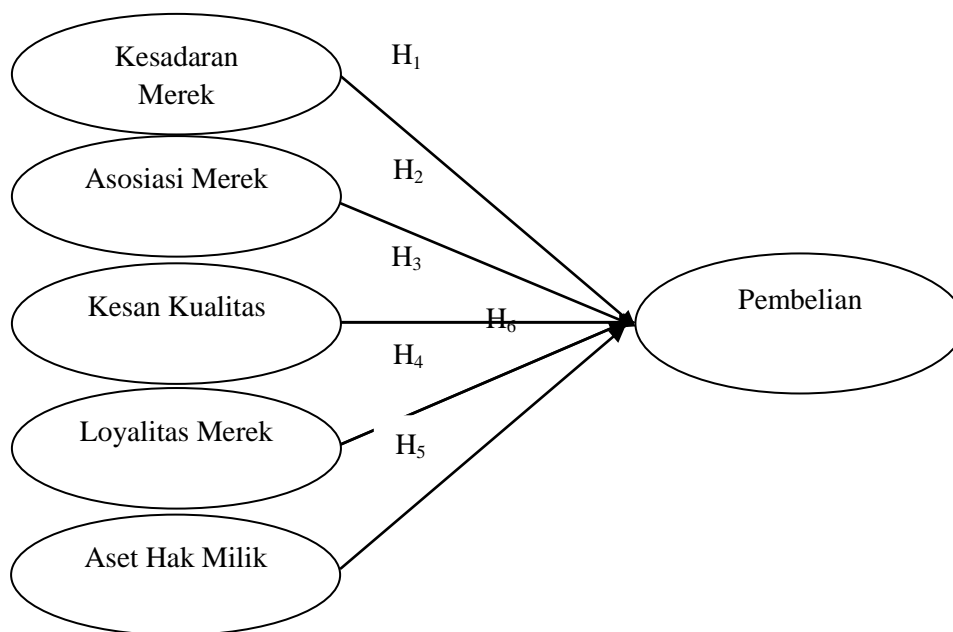 Kesadaran
Merek
H₁
Asosiasi Merek
H₂
H₃
Kesan Kualitas
H₆
Pembelian
H₄
Loyalitas Merek
H₅
Aset Hak Milik